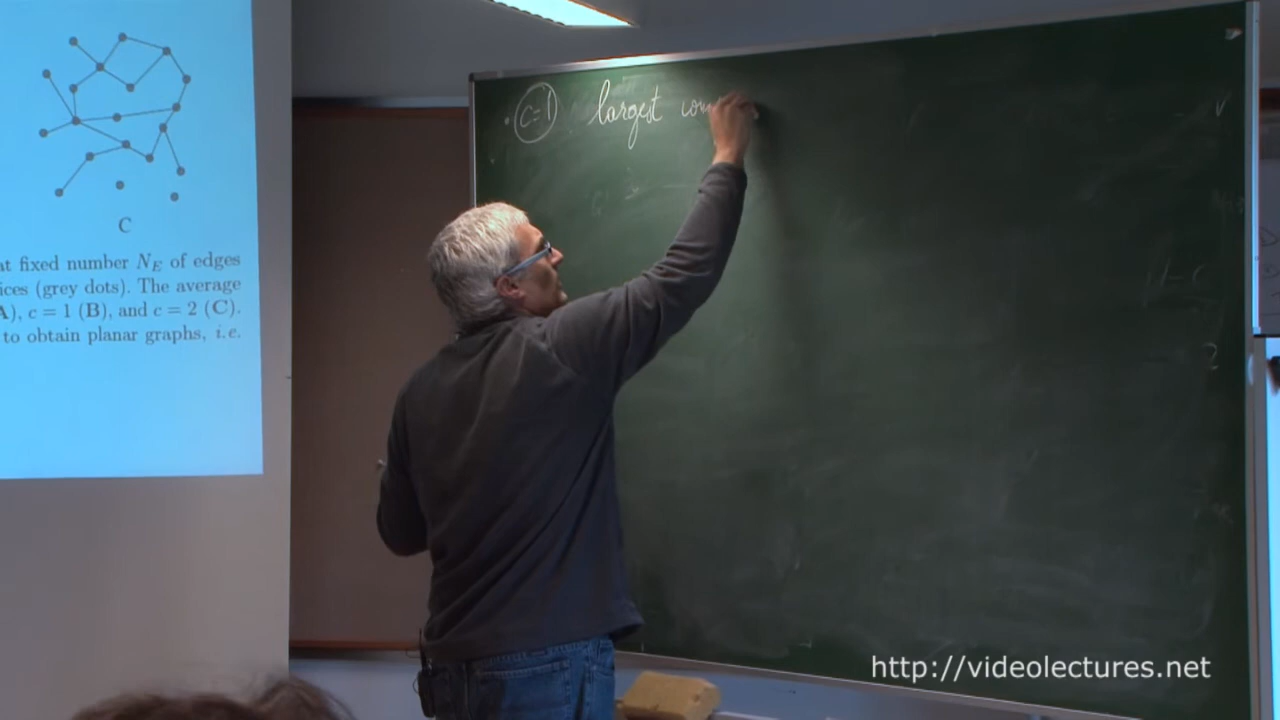 C
at fixed number N_E of edges
ices (grey dots). The average
A), c = 1 (B), and c = 2 (C).
to obtain planar graphs, i.e.
c=1 largest com
http://videolectures.net